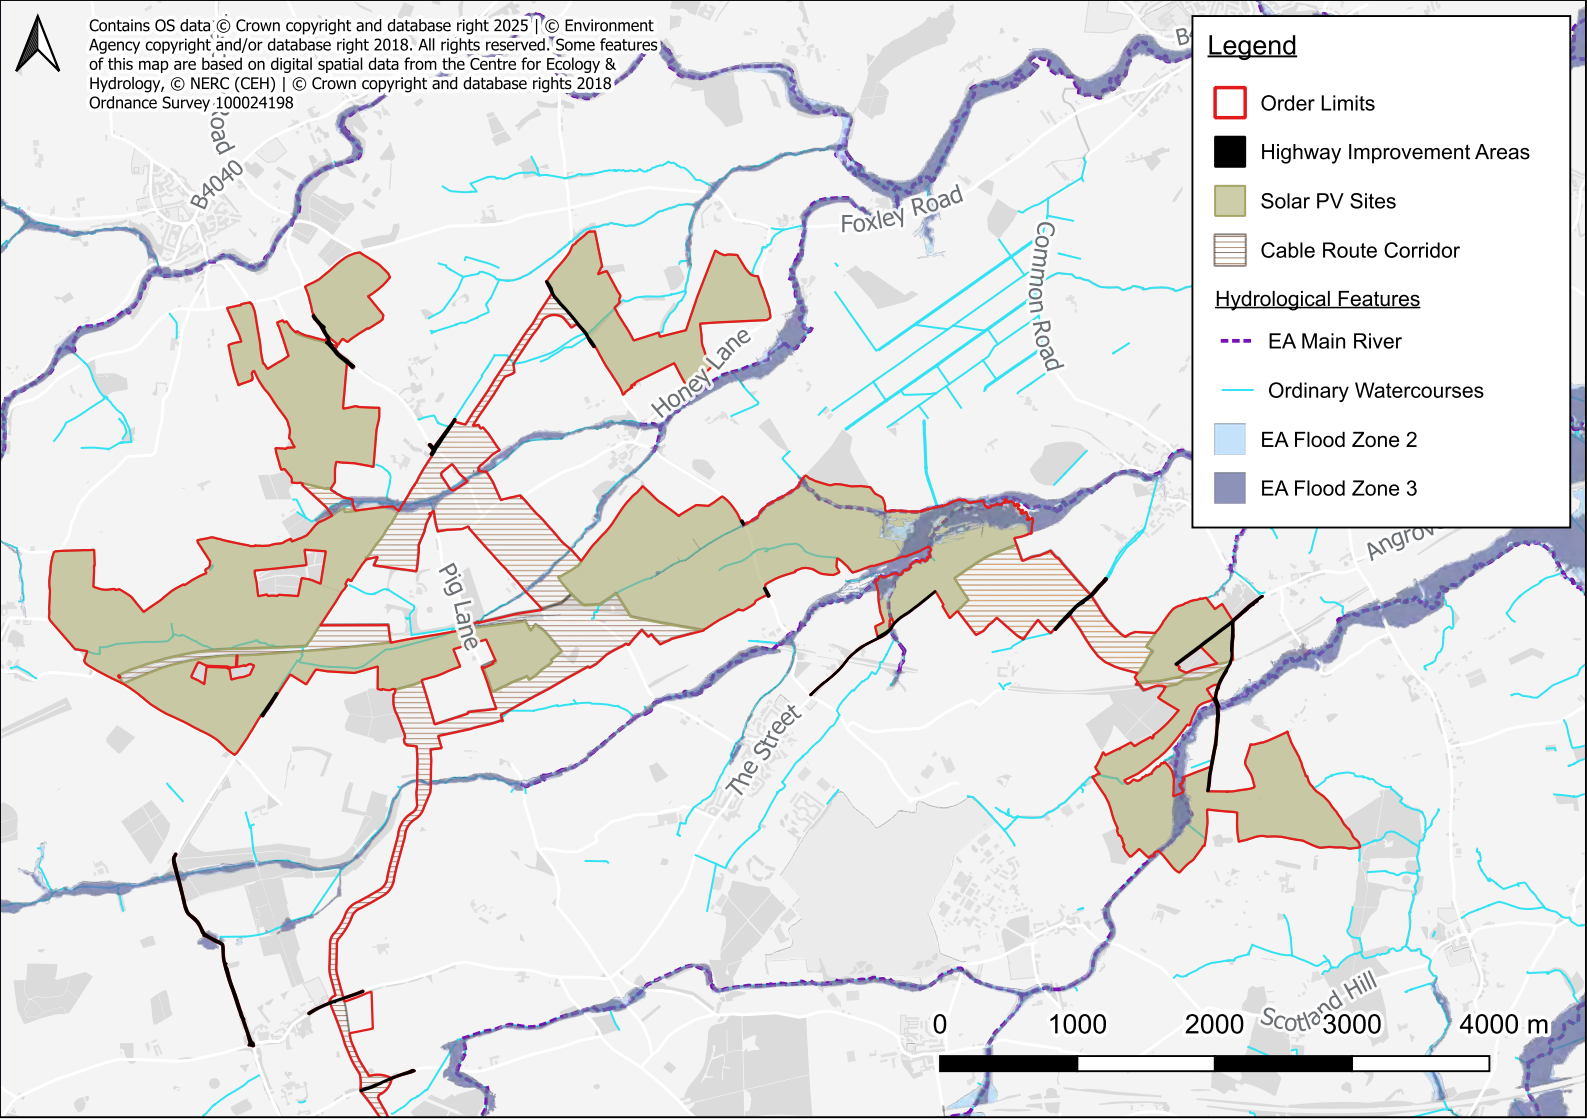 Contains OS data © Crown copyright and database right 2025 | © Environment
Agency copyright and/or database right 2018. All rights reserved. Some features
of this map are based on digital spatial data from the Centre for Ecology &
Hydrology, © NERC (CEH) | © Crown copyright and database rights 2018
Ordnance Survey 100024198
Road
B4040
Foxley Road
Common Road
Honey Lane
Pig Lane
The Street
Scotland Hill
Legend
Order Limits
Highway Improvement Areas
Solar PV Sites
Cable Route Corridor
Hydrological Features
EA Main River
Ordinary Watercourses
EA Flood Zone 2
EA Flood Zone 3
0 1000 2000 3000 4000 m